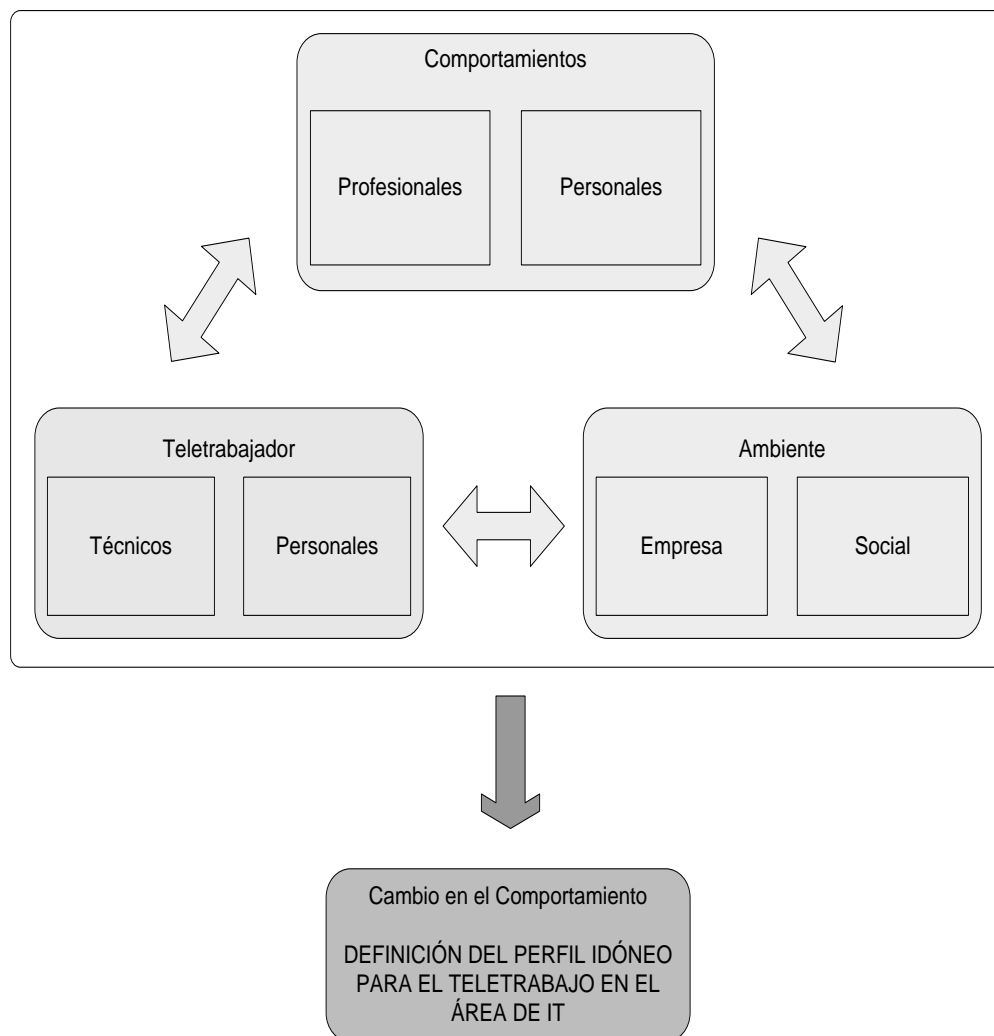 Comportamientos
Profesionales
Personales
Teletrabajador
Técnicos
Personales
Ambiente
Empresa
Social
Cambio en el Comportamiento
DEFINICIÓN DEL PERFIL IDÓNEO
PARA EL TELETRABAJO EN EL
ÁREA DE IT